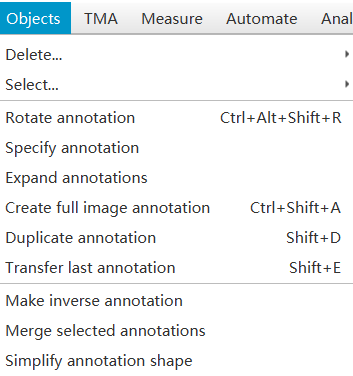 Objects TMA Measure Automate Anal
Delete...
Select...
Rotate annotation Ctrl+Alt+Shift+R
Specify annotation
Expand annotations
Create full image annotation Ctrl+Shift+A
Duplicate annotation Shift+D
Transfer last annotation Shift+E
Make inverse annotation
Merge selected annotations
Simplify annotation shape